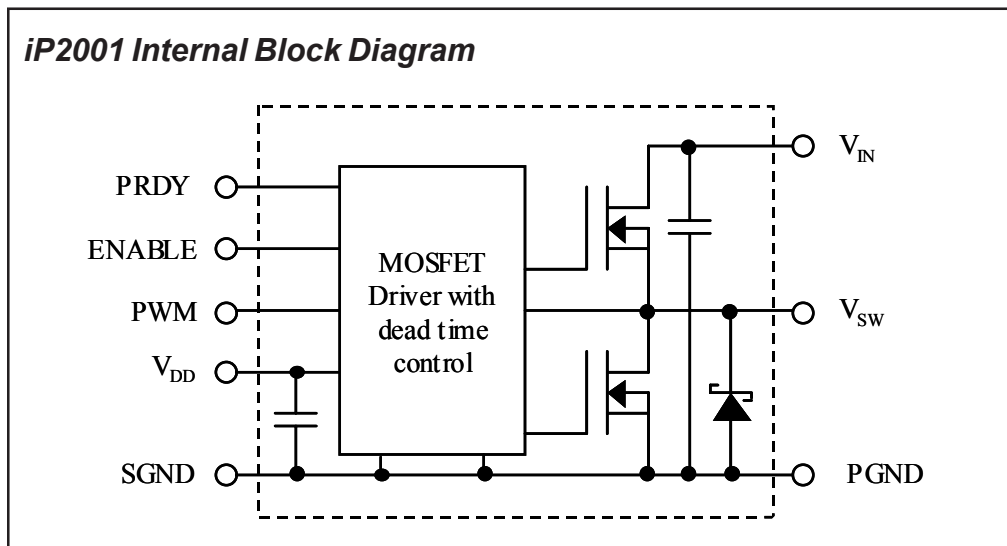 iP2001 Internal Block Diagram
PRDY
ENABLE
PWM
VDD
SGND
MOSFET
Driver with
dead time
control
VIN
VSW
PGND